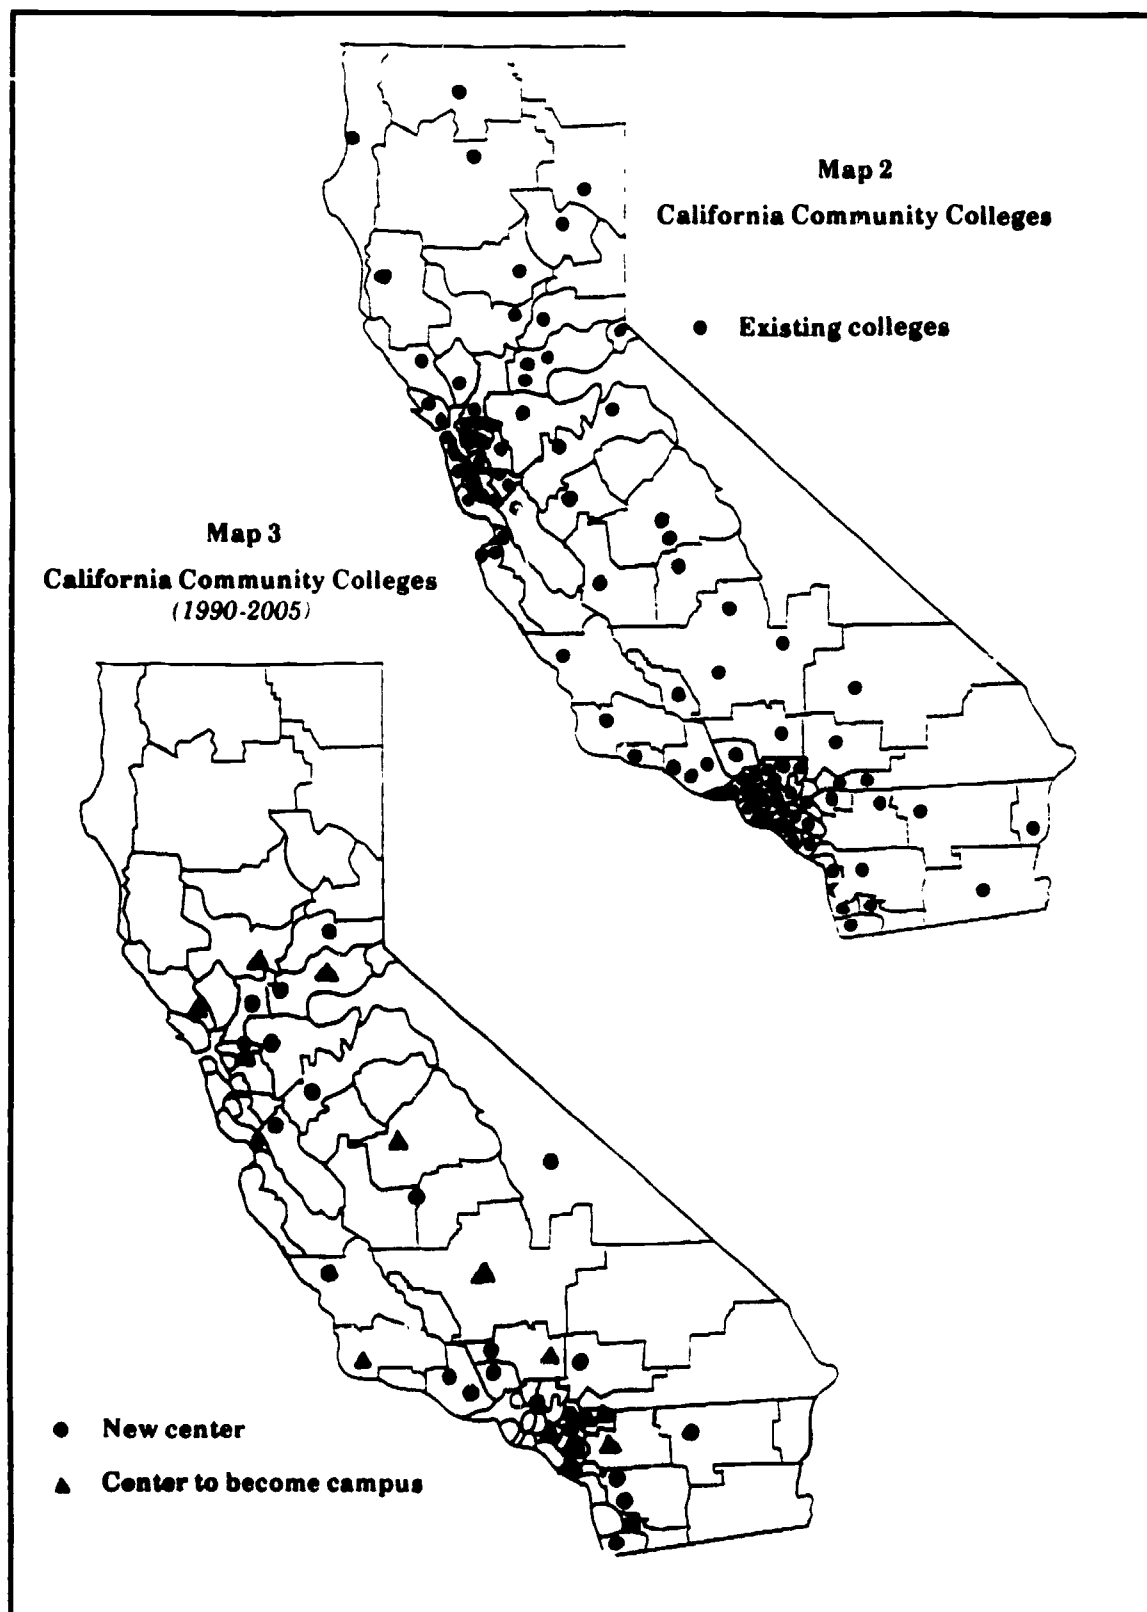 Map 2
California Community Colleges
Existing colleges
Map 3
California Community Colleges
(1990-2005)
New center
Center to become campus